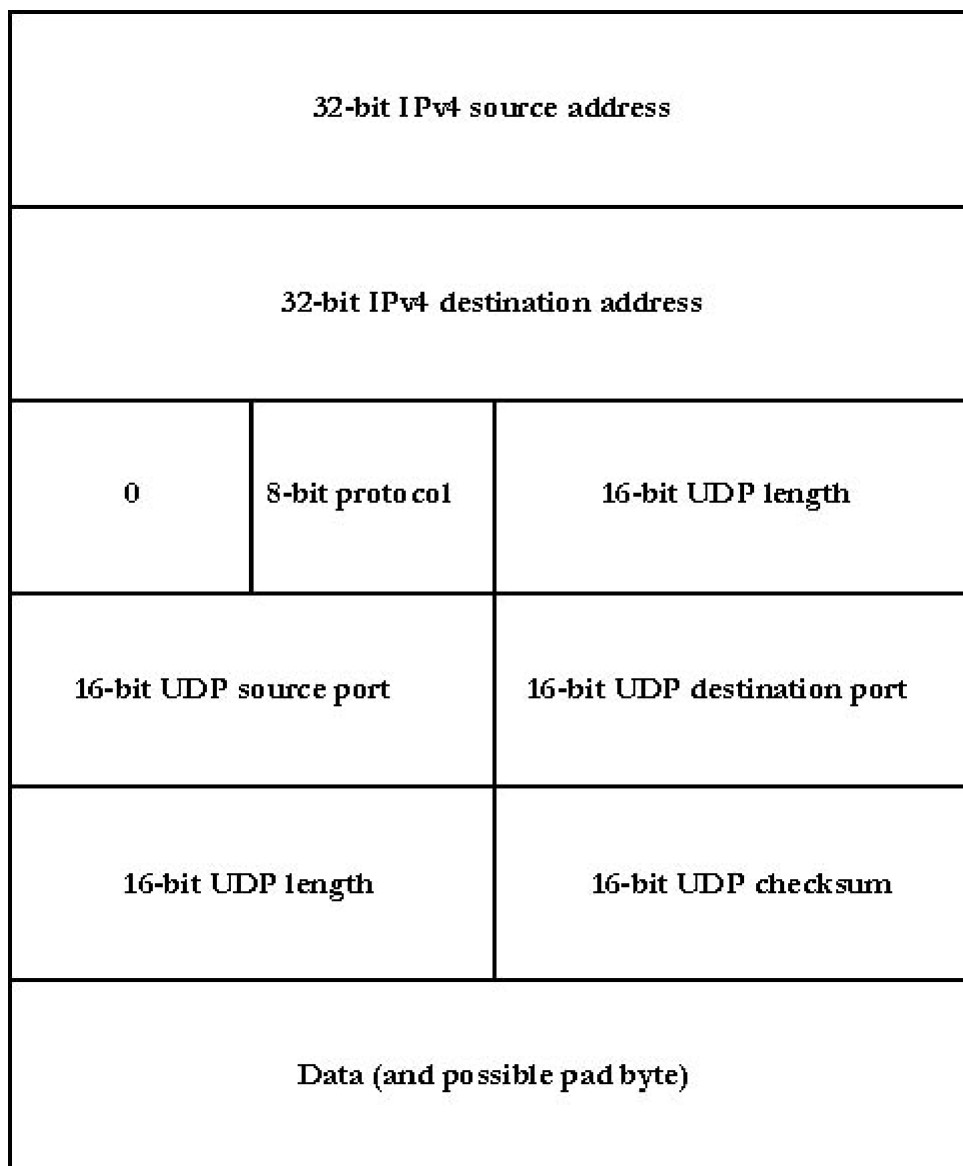 32-bit IPv4 source address
32-bit IPv4 destination address
0
8-bit protocol
16-bit UDP length
16-bit UDP source port
16-bit UDP destination port
16-bit UDP length
16-bit UDP checksum
Data (and possible pad byte)